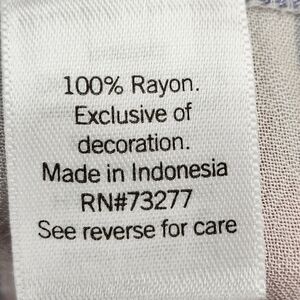 100% Rayon.
Exclusive of
decoration.
Made in Indonesia
RN#73277
See reverse for care